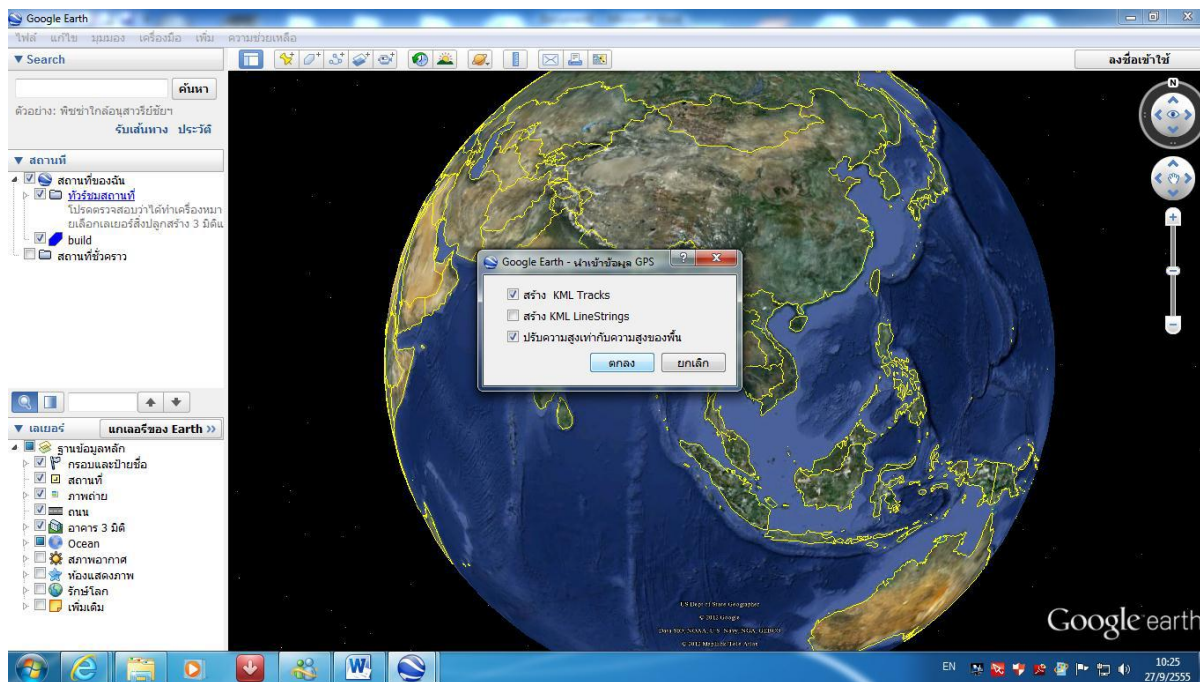 Google Earth
ไฟล์ แก้ไข มุมมอง เครื่องมือ เพิ่ม ความช่วยเหลือ
Search
ลงชื่อเข้าใช้
ค้นหา
ตัวอย่าง: พิซซ่าใกล้อนุสาวรีย์ชัยฯ
รับเส้นทาง ประวัติ
สถานที่
สถานที่ของฉัน
ทัวร์ชมสถานที่
โปรดตรวจสอบว่าได้ทำเครื่องหมา
ยเลือกเลเยอร์สิ่งปลูกสร้าง 3 มิติแ
build
สถานที่ชั่วคราว
N
Google Earth - นำเข้าข้อมูล GPS
สร้าง KML Tracks
สร้าง KML LineStrings
ปรับความสูงเท่ากับความสูงของพื้น
ตกลง ยกเลิก
เลเยอร์ แกเลอรีของ Earth »
ฐานข้อมูลหลัก
กรอบและป้ายชื่อ
สถานที่
ภาพถ่าย
ถนน
อาคาร 3 มิติ
Ocean
สภาพอากาศ
ห้องแสดงภาพ
รักษ์โลก
เพิ่มเติม
US Dept of State Geographer
© 2012 Google
Data SIO, NOAA, U.S. Navy, NGA, GEBCO
Google earth
EN
10:25
27/9/2555